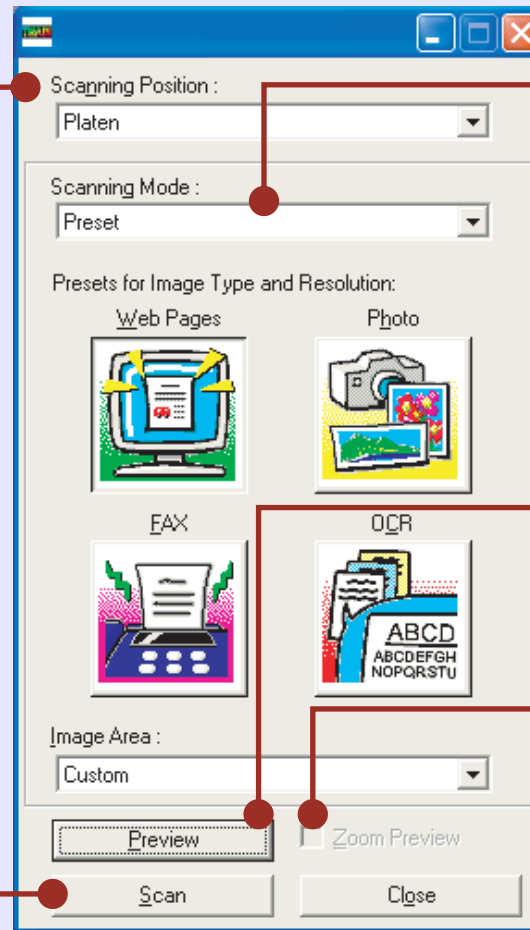 Scanning Position :
Platen
Scanning Mode :
Preset
Presets for Image Type and Resolution:
Web Pages Photo
FAX OCR
ABCD
ABCDEFGH
NOPQRSTU
Image Area :
Custom
Preview Zoom Preview
Scan Close